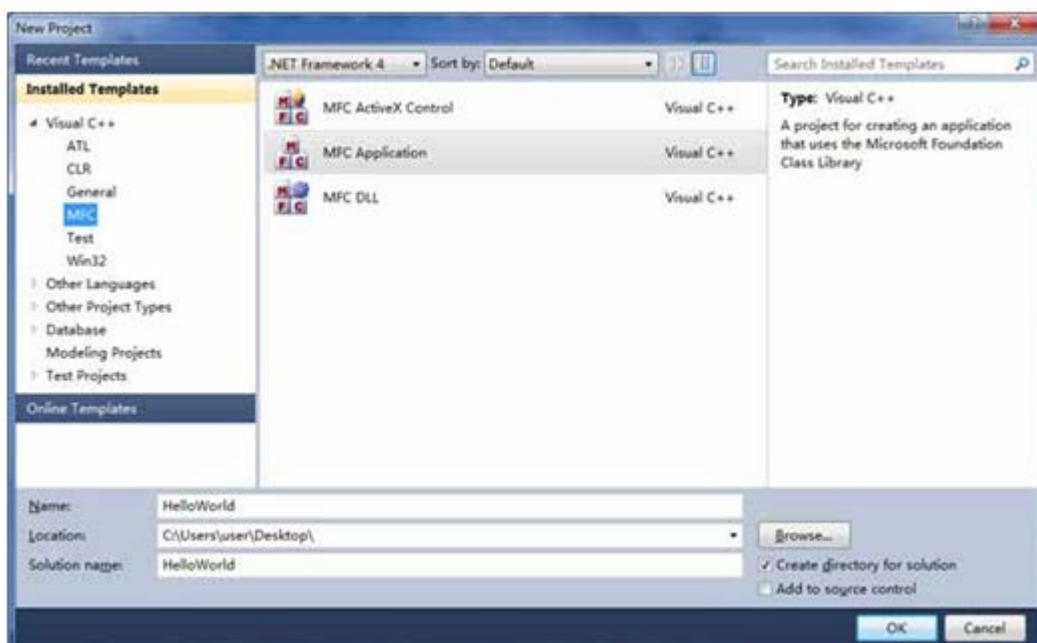 New Project
Recent Templates
Installed Templates
Visual C++
ATL
CLR
General
MFC
Test
Win32
Other Languages
Other Project Types
Database
Modeling Projects
Test Projects
Online Templates
.NET Framework 4
Sort by: Default
MFC ActiveX Control Visual C++
MFC Application Visual C++
MFC DLL Visual C++
Search Installed Templates
Type: Visual C++
A project for creating an application
that uses the Microsoft Foundation
Class Library
Name: HelloWorld
Location: C:\Users\user\Desktop\
Browse...
Solution name: HelloWorld
Create directory for solution
Add to source control
OK Cancel